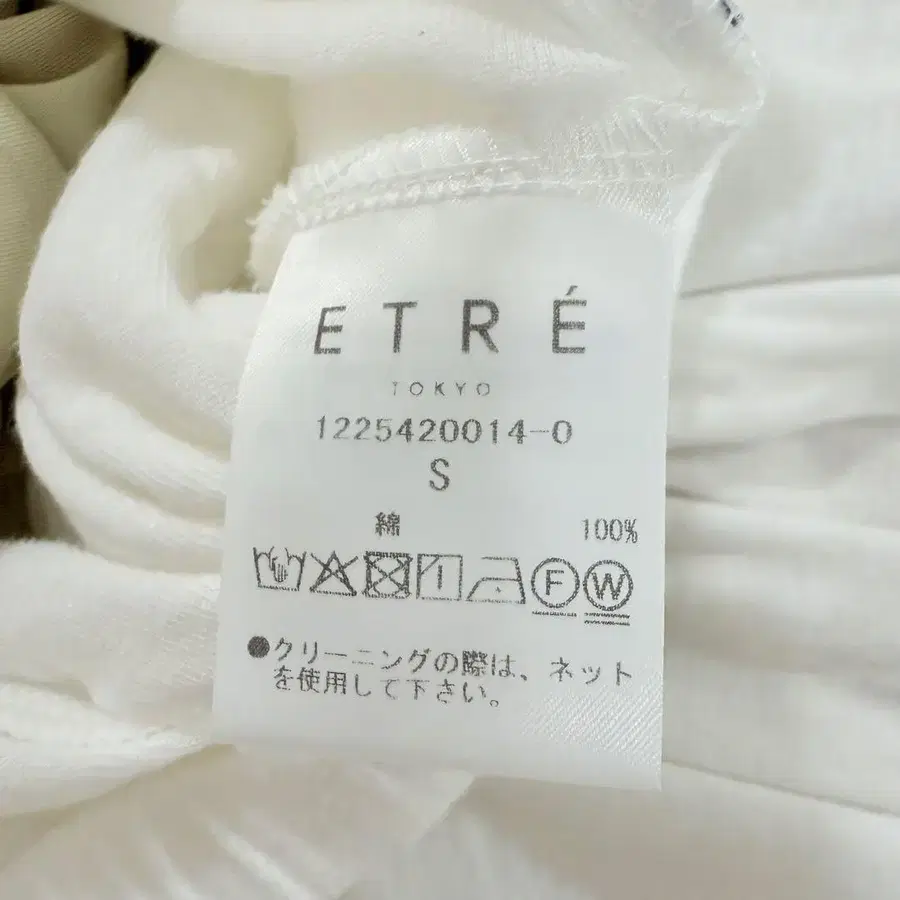 ETRÉ
TOKYO
1225420014-0
S
綿 100%
F W
●クリーニングの際は、ネット
を使用して下さい。